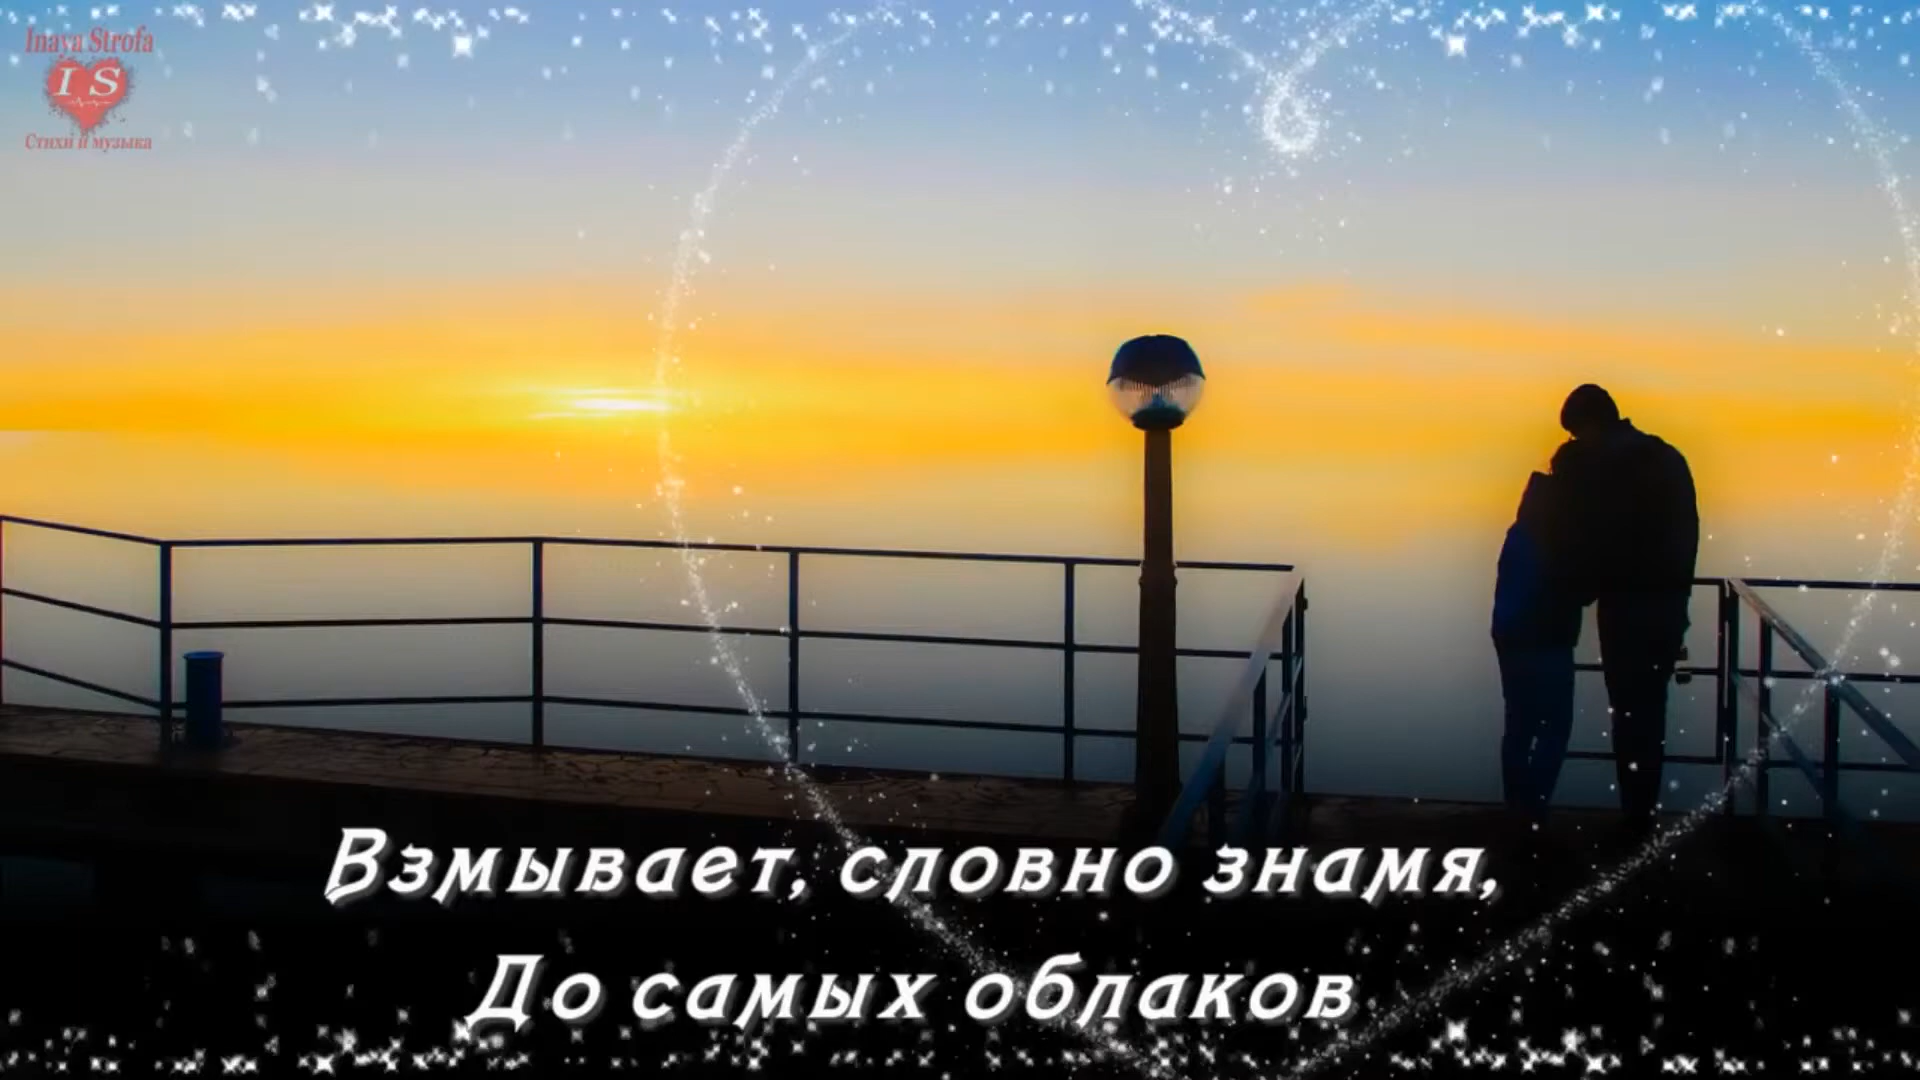 Inaya Strofa
I S
Стихи и музыка
Взмывает, словно знамя,
До самых облаков